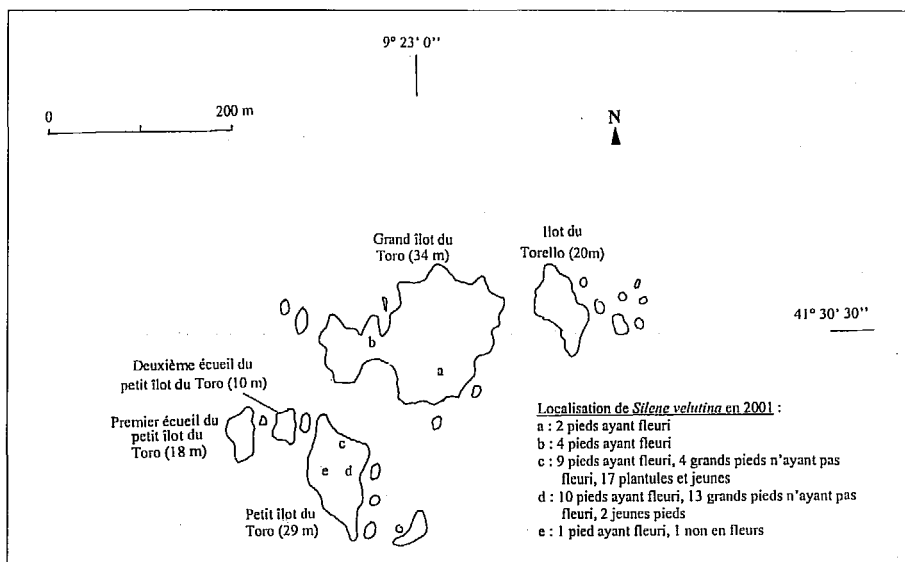 9° 23' 0''
0 200 m
N
Grand îlot du
Toro (34 m)
Ilot du
Torello (20m)
41° 30' 30''
b
a
Deuxième écueil du
petit îlot du Toro (10 m)
Premier écueil du
petit îlot du
Toro (18 m)
c
e d
Petit îlot du
Toro (29 m)
Localisation de Silene velutina en 2001 :
a : 2 pieds ayant fleuri
b : 4 pieds ayant fleuri
c : 9 pieds ayant fleuri, 4 grands pieds n'ayant pas
fleuri, 17 plantules et jeunes
d : 10 pieds ayant fleuri, 13 grands pieds n'ayant pas
fleuri, 2 jeunes pieds
e : 1 pied ayant fleuri, 1 non en fleurs